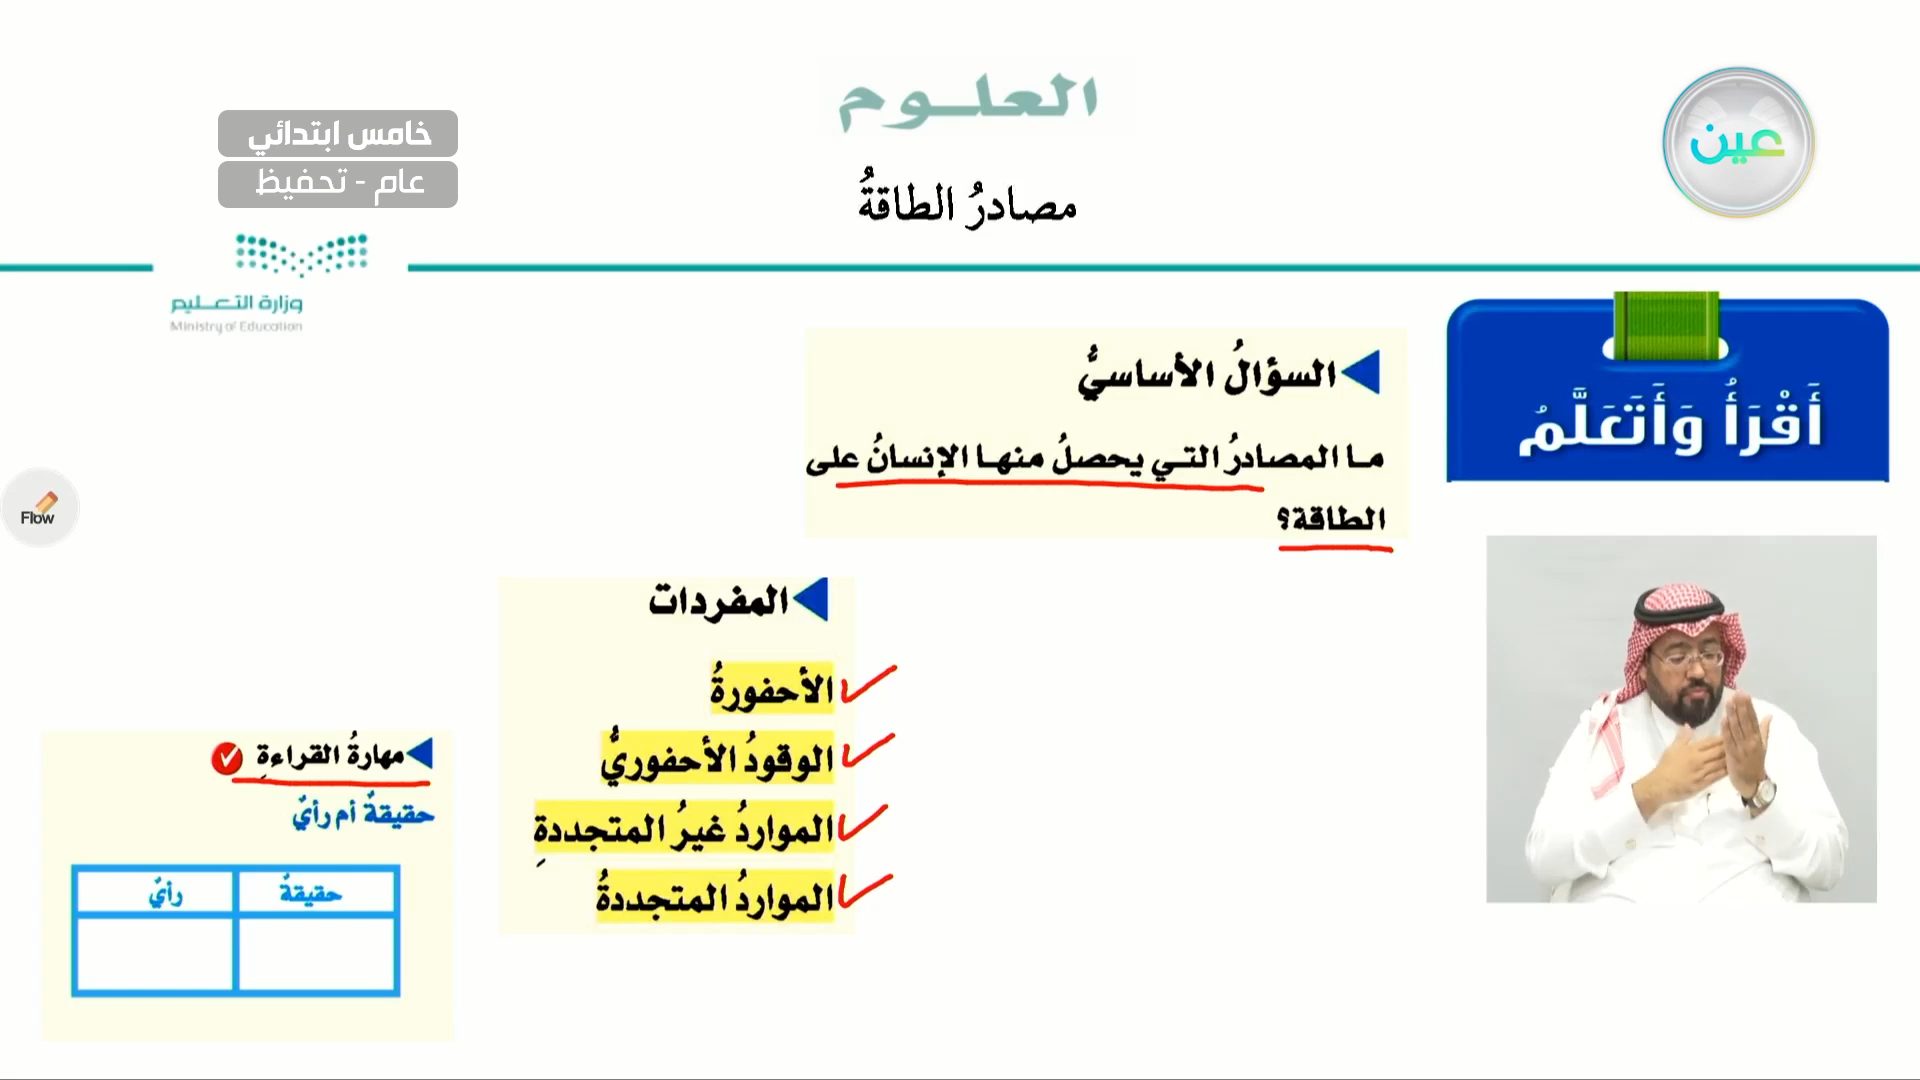 العلوم
عين
خامس ابتدائي
عام - تحفيظ
مصادرُ الطاقةُ
وزارة التعليم
Ministry of Education
أَقْرَأُ وَأَتَعَلَّمُ
السؤالُ الأساسيُّ
ما المصادرُ التي يحصلُ منها الإنسانُ على
الطاقة؟
المفردات
الأحفورةُ
الوقودُ الأحفوريُّ
المواردُ غيرُ المتجددةِ
المواردُ المتجددةُ
مهارةُ القراءةِ
حقيقةٌ أم رأيٌ
حقيقةٌ رأيٌ
Flow